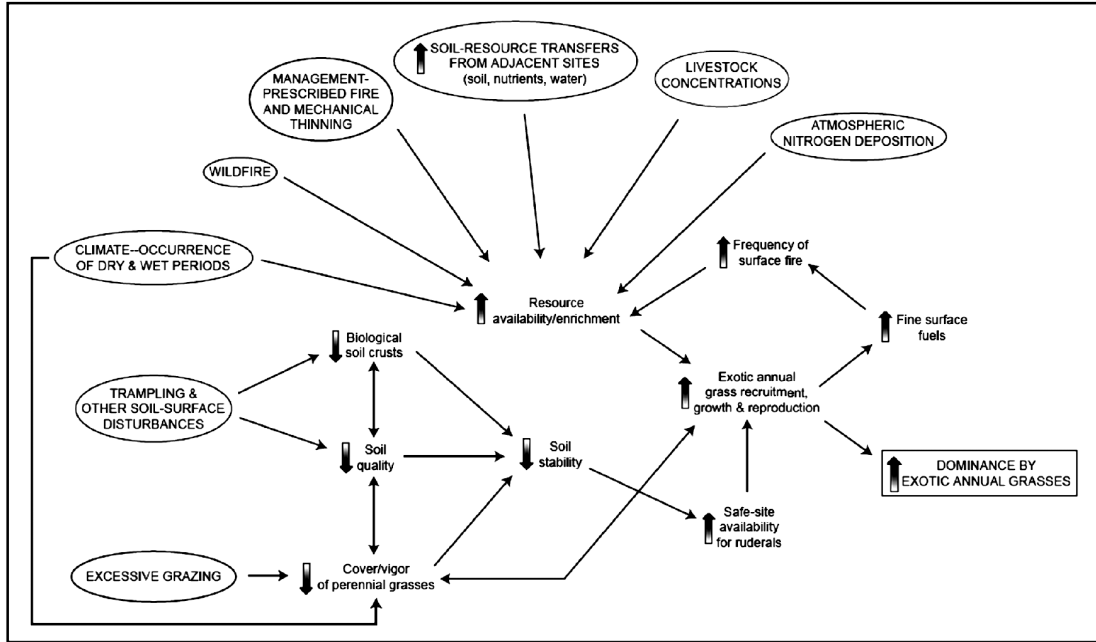 SOIL-RESOURCE TRANSFERS
FROM ADJACENT SITES
(soil, nutrients, water)
LIVESTOCK
CONCENTRATIONS
MANAGEMENT-
PRESCRIBED FIRE
AND MECHANICAL
THINNING
ATMOSPHERIC
NITROGEN DEPOSITION
WILDFIRE
CLIMATE--OCCURRENCE
OF DRY & WET PERIODS
Frequency of
surface fire
Resource
availability/enrichment
Fine surface
fuels
Biological
soil crusts
Exotic annual
grass recruitment,
growth & reproduction
TRAMPLING &
OTHER SOIL-SURFACE
DISTURBANCES
Soil
quality
Soil
stability
DOMINANCE BY
EXOTIC ANNUAL GRASSES
Safe-site
availability
for ruderals
EXCESSIVE GRAZING
Cover/vigor
of perennial grasses